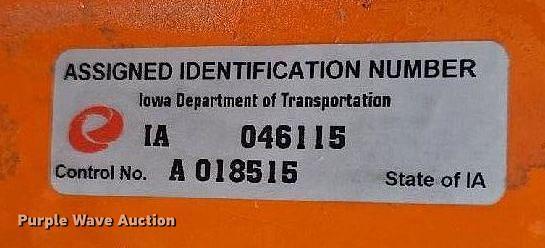 ASSIGNED IDENTIFICATION NUMBER
Iowa Department of Transportation
IA 046115
Control No. A 018515 State of IA
Purple Wave Auction